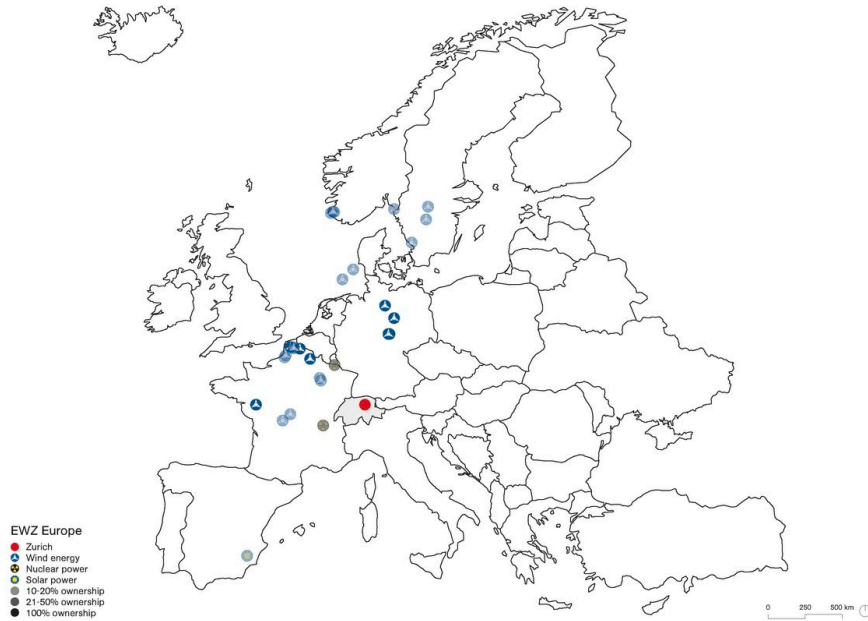 EWZ Europe
Zurich
Wind energy
Nuclear power
Solar power
10-20% ownership
21-50% ownership
100% ownership
0 250 500 km